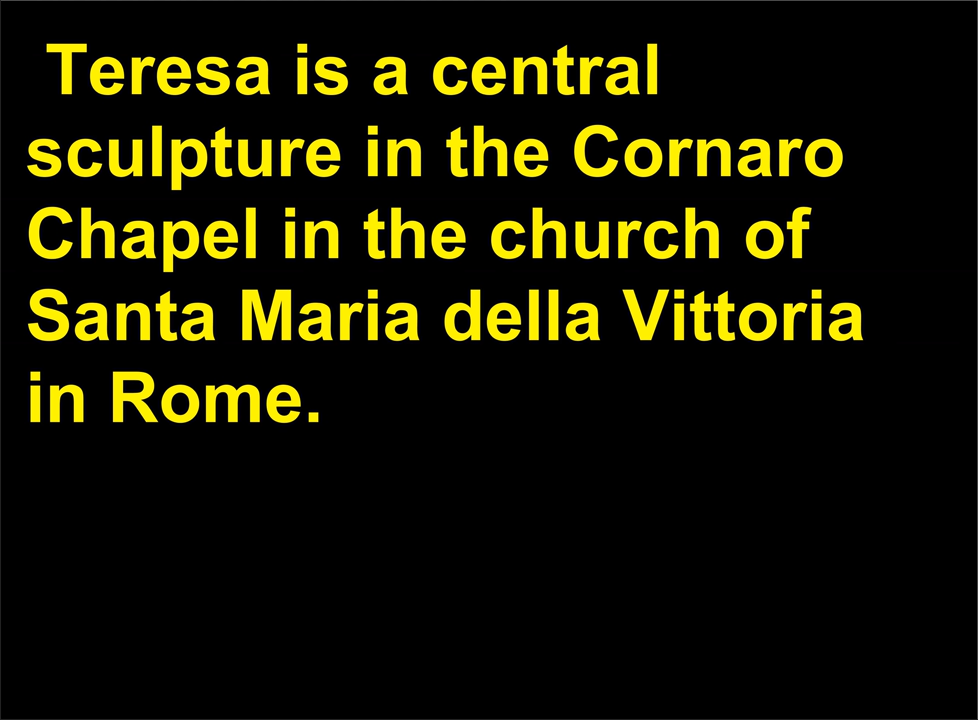 Teresa is a central
sculpture in the Cornaro
Chapel in the church of
Santa Maria della Vittoria
in Rome.